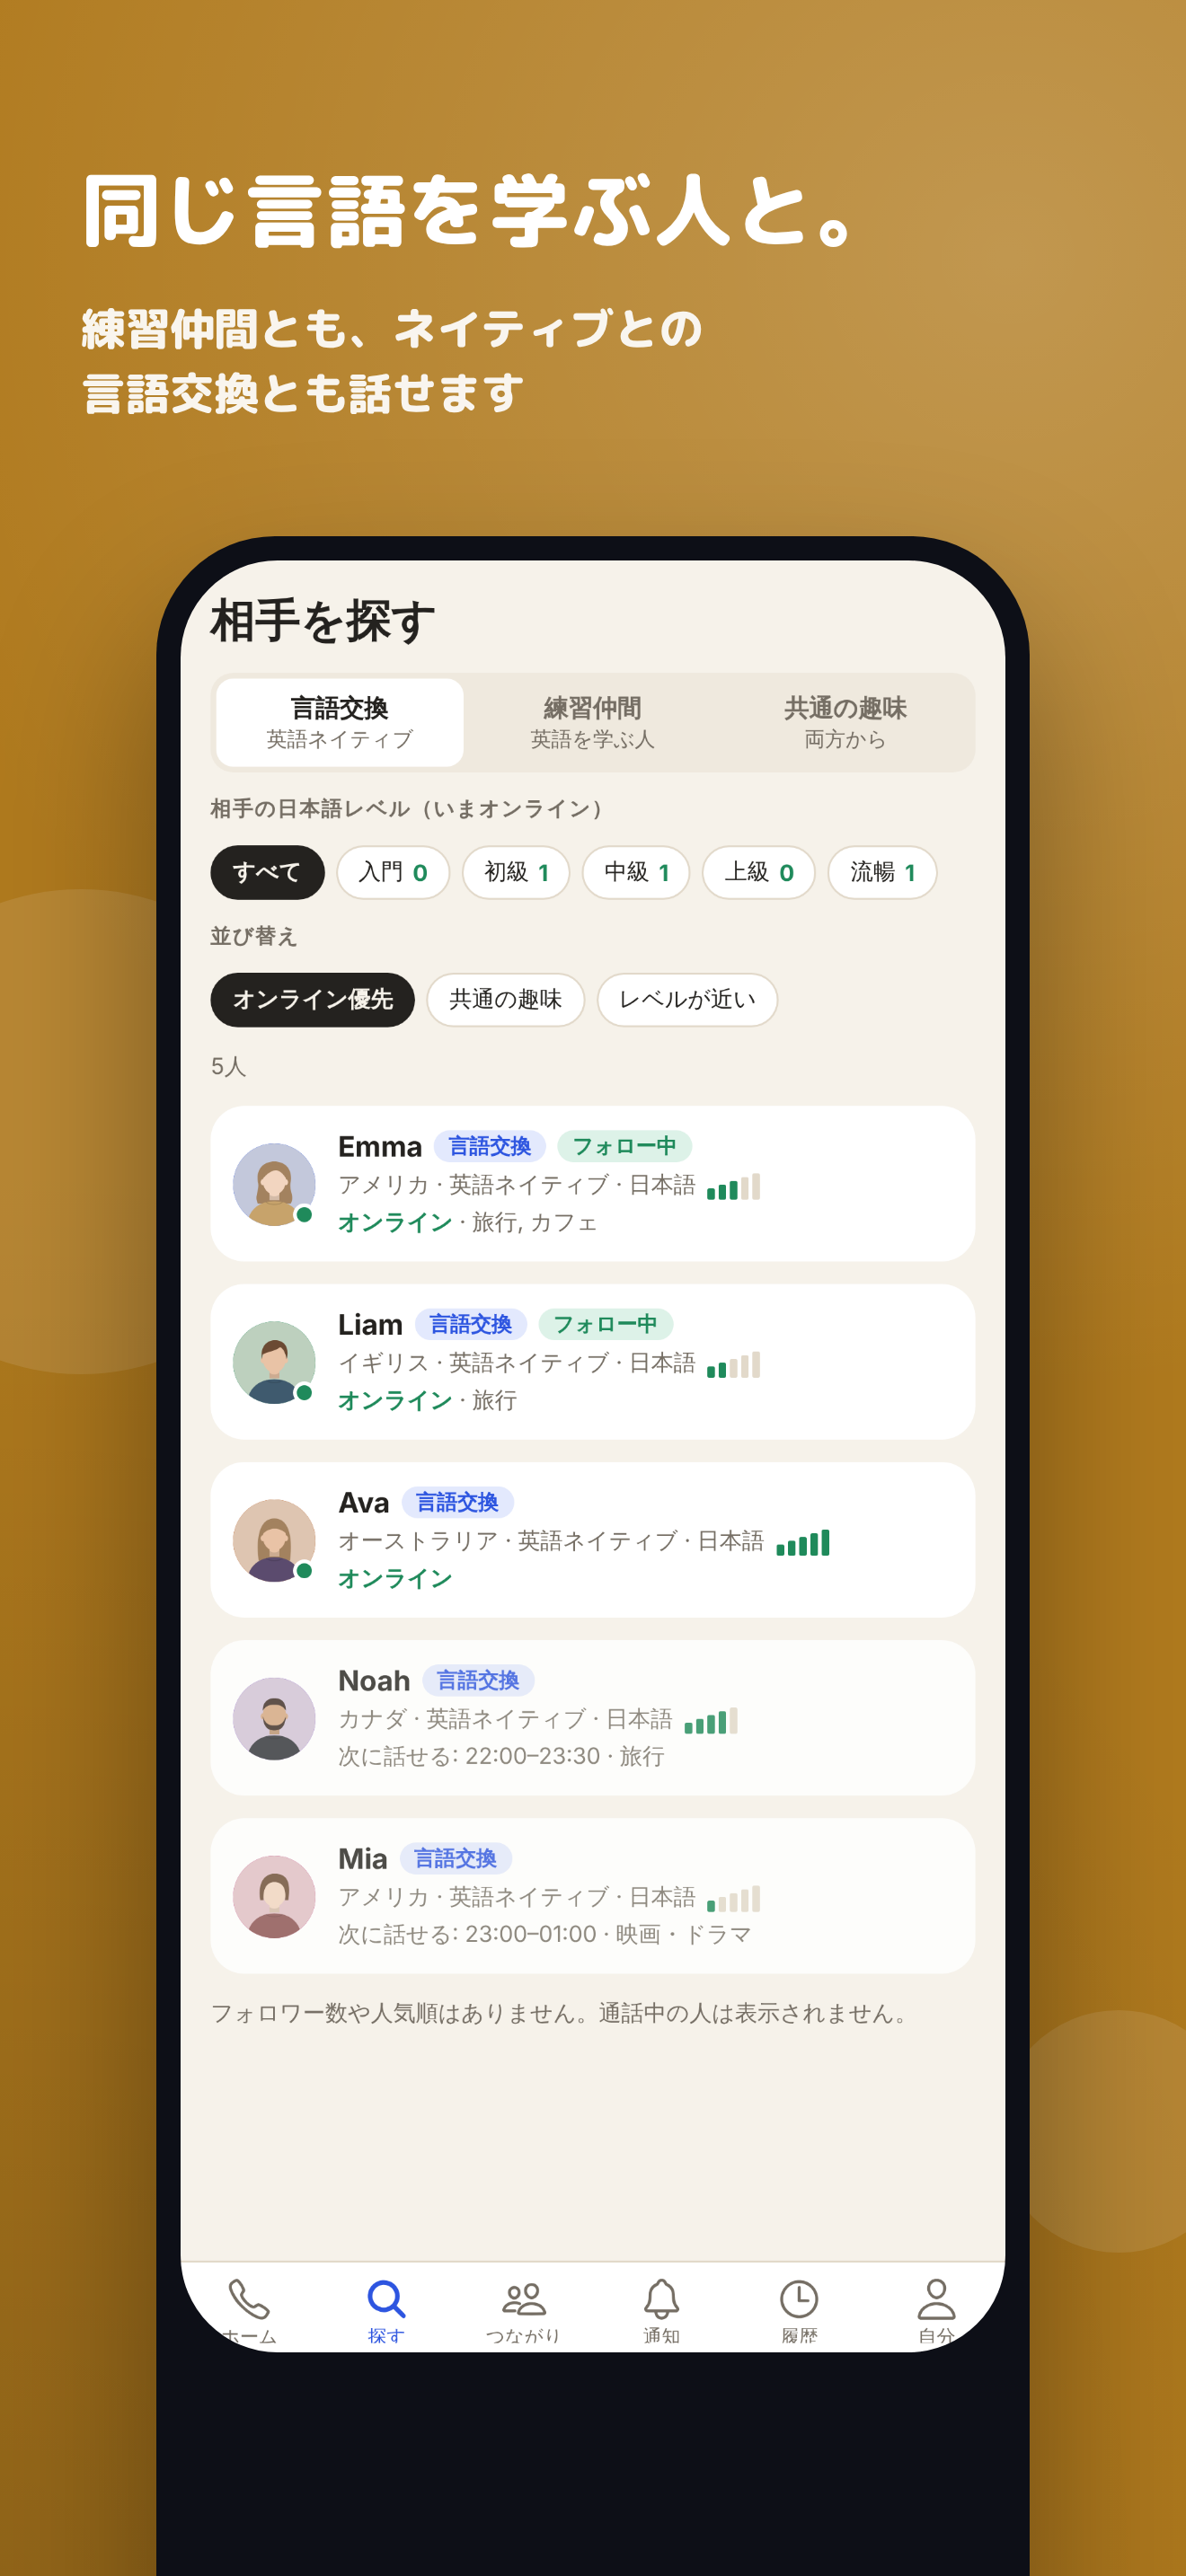 同じ言語を学ぶ人と。
練習仲間とも、ネイティブとの
言語交換とも話せます
相手を探す
言語交換 練習仲間 共通の趣味
英語ネイティブ 英語を学ぶ人 両方から
相手の日本語レベル（いまオンライン）
すべて 入門 0 初級 1 中級 1 上級 0 流暢 1
並び替え
オンライン優先 共通の趣味 レベルが近い
5人
Emma 言語交換 フォロー中
アメリカ · 英語ネイティブ · 日本語
オンライン · 旅行, カフェ
Liam 言語交換 フォロー中
イギリス · 英語ネイティブ · 日本語
オンライン · 旅行
Ava 言語交換
オーストラリア · 英語ネイティブ · 日本語
オンライン
Noah 言語交換
カナダ · 英語ネイティブ · 日本語
次に話せる: 22:00–23:30 · 旅行
Mia 言語交換
アメリカ · 英語ネイティブ · 日本語
次に話せる: 23:00–01:00 · 映画・ドラマ
フォロワー数や人気順はありません。通話中の人は表示されません。
ホーム 探す つながり 通知 履歴 自分